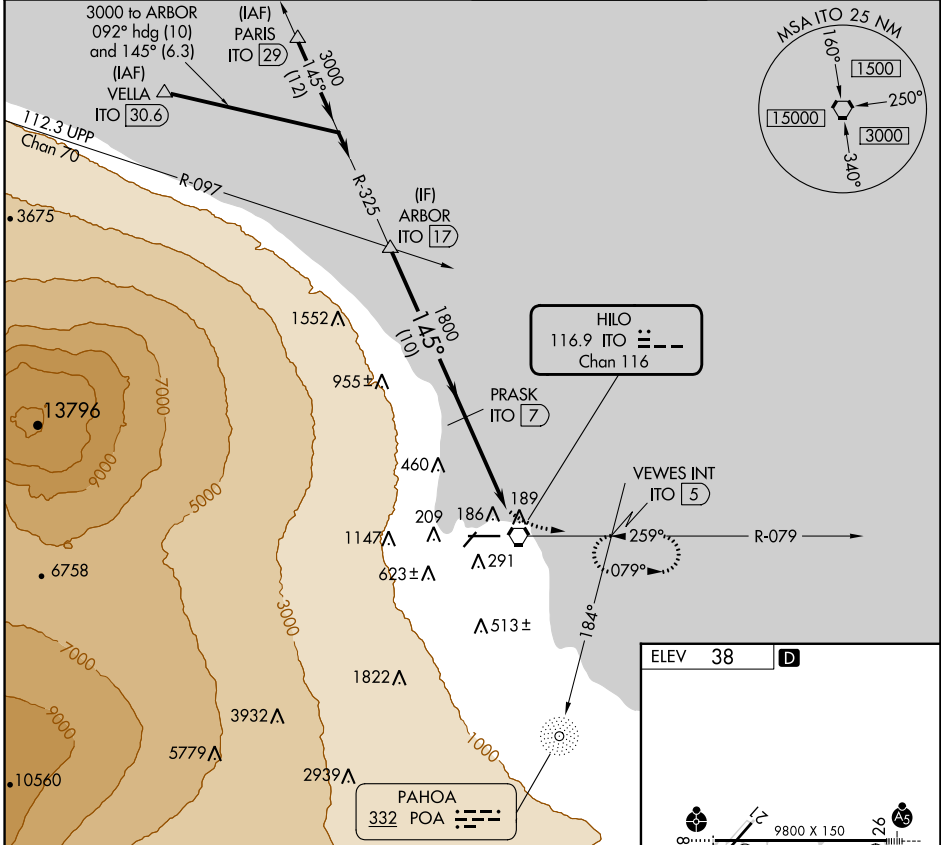 3000 to ARBOR
092° hdg (10)
and 145° (6.3)
(IAF)
VELLA
ITO 30.6
(IAF)
PARIS
ITO 29
3000
145°
(12)
MSA ITO 25 NM
160°
1500
250°
15000
3000
340°
112.3 UPP
Chan 70
R-097
R-325
(IF)
ARBOR
ITO 17
3675
1552
1800
145°
(10)
HILO
116.9 ITO
Chan 116
955±
7000
13796
PRASK
ITO 7
9000
460
VEWES INT
ITO 5
5000
189
186
209
1147
259°
R-079
291
6758
623±
079°
3000
184°
513±
ELEV 38 D
7000
1822
9000
3932
5779
1000
10560
2939
PAHOA
332 POA
21
A5
8
9800 X 150
26